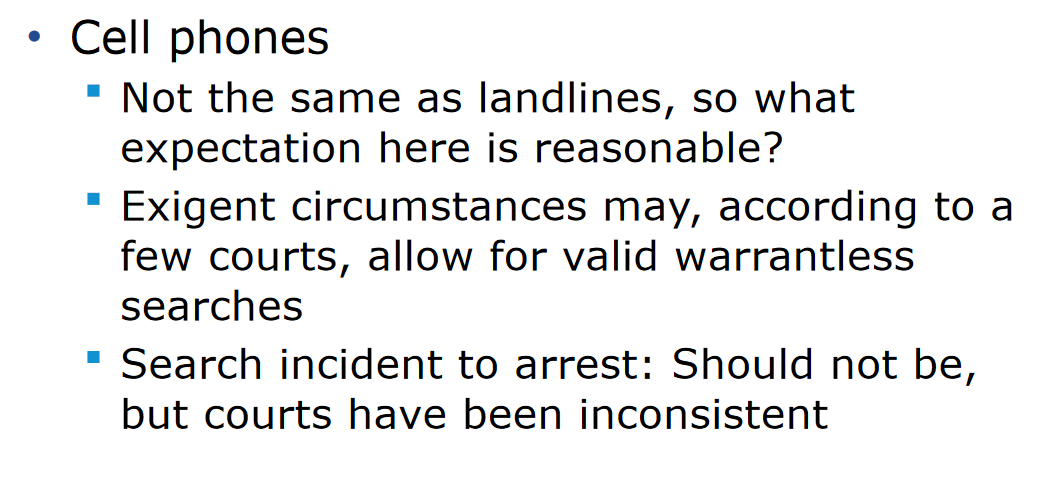 • Cell phones
▪ Not the same as landlines, so what
expectation here is reasonable?
▪ Exigent circumstances may, according to a
few courts, allow for valid warrantless
searches
▪ Search incident to arrest: Should not be,
but courts have been inconsistent